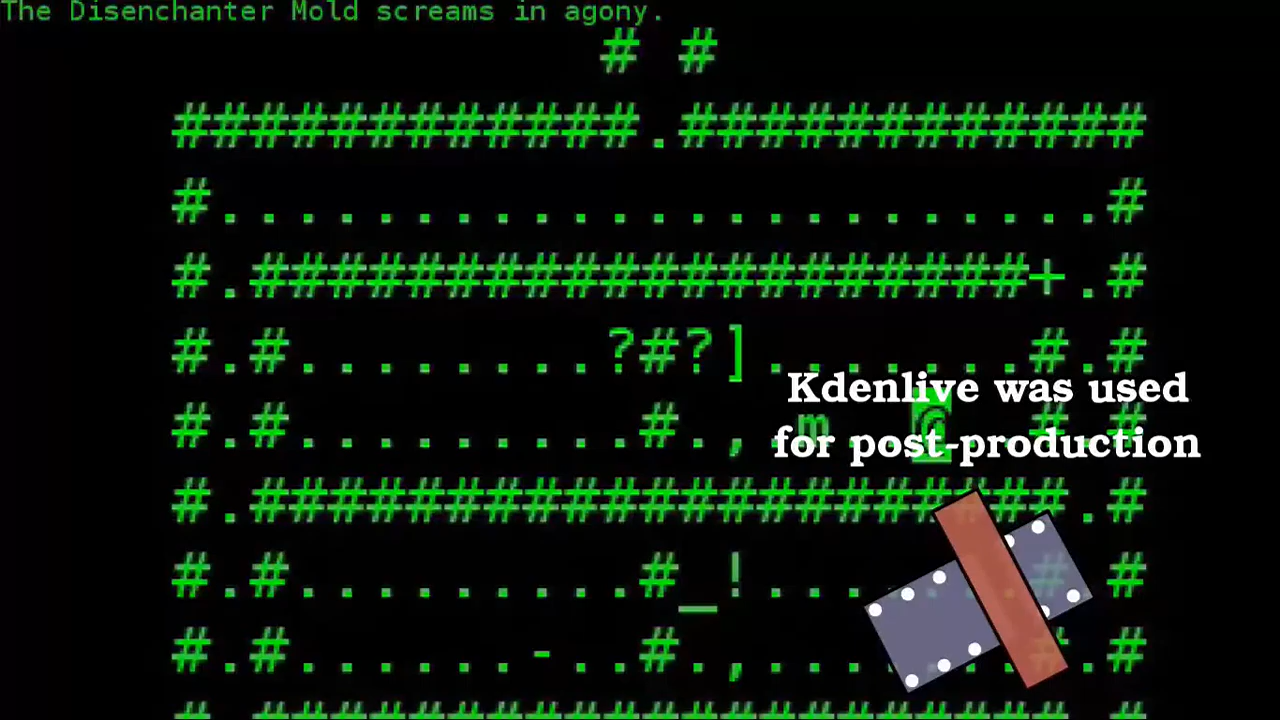 The Disenchanter Mold screams in agony.
# #
############.############
#.......................#
#.####################+.#
#.#........?#?].......#.#
#.#.........#.,.m..@..#.#
#.#####################.#
#.#.........#_!.......#.#
#.#......-..#.,.......#.#
Kdenlive was used
for post-production